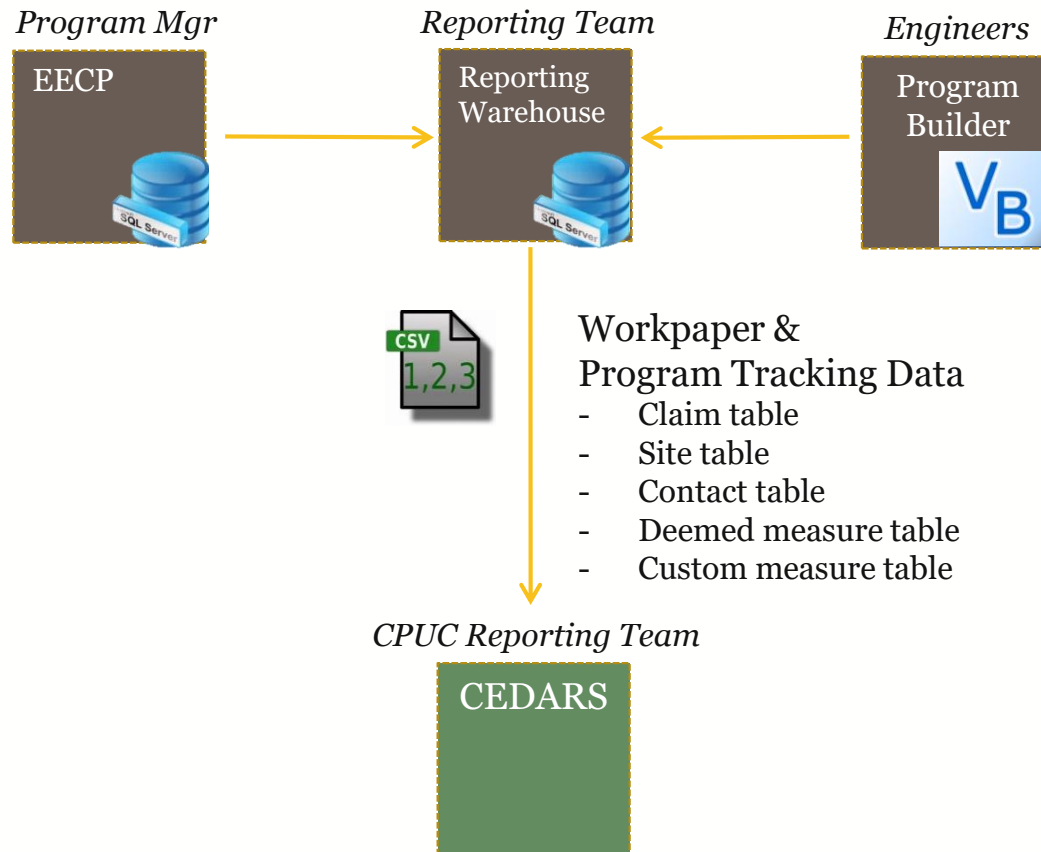 Program Mgr
Reporting Team
Engineers
EECP
Reporting
Warehouse
Program
Builder
SQL Server
SQL Server
VB
CSV
1,2,3
Workpaper &
Program Tracking Data
- Claim table
- Site table
- Contact table
- Deemed measure table
- Custom measure table
CPUC Reporting Team
CEDARS